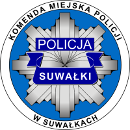 KOMENDA MIEJSKA POLICJI
POLICJA
SUWAŁKI
W SUWAŁKACH